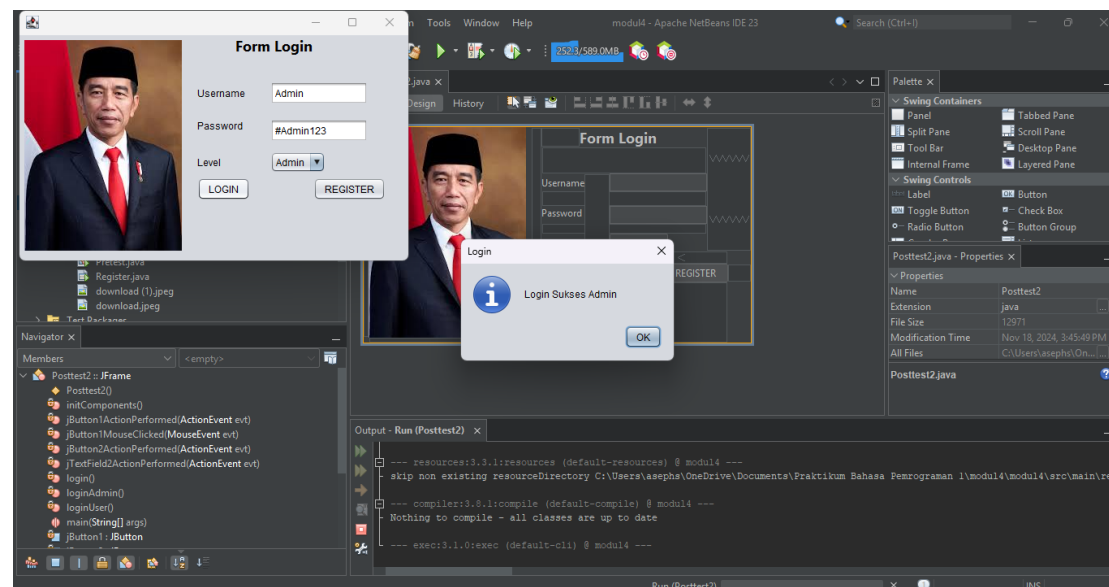 n Tools Window Help modul4 - Apache NetBeans IDE 23 Search (Ctrl+I)
252.3/589.0MB
Form Login
Username Admin
Password #Admin123
Level Admin
LOGIN REGISTER
2.java
Design History
Form Login
Username
Password
REGISTER
Login
Login Sukses Admin
OK
Palette
Swing Containers
Panel Tabbed Pane
Split Pane Scroll Pane
Tool Bar Desktop Pane
Internal Frame Layered Pane
Swing Controls
Label Button
Toggle Button Check Box
Radio Button Button Group
Posttest2.java - Properties
Properties
Name Posttest2
Extension java
File Size 12971
Modification Time Nov 18, 2024, 3:45:49 PM
All Files C:\Users\asephs\On...
Posttest2.java
Pretest.java
Register.java
download (1).jpeg
download.jpeg
Test Packages
Navigator
Members <empty>
Posttest2 :: JFrame
Posttest2()
initComponents()
jButton1ActionPerformed(ActionEvent evt)
jButton1MouseClicked(MouseEvent evt)
jButton2ActionPerformed(ActionEvent evt)
jTextField2ActionPerformed(ActionEvent evt)
login()
loginAdmin()
loginUser()
main(String[] args)
jButton1 : JButton
Output - Run (Posttest2)
--- resources:3.3.1:resources (default-resources) @ modul4 ---
skip non existing resourceDirectory C:\Users\asephs\OneDrive\Documents\Praktikum Bahasa Pemrograman 1\modul4\modul4\src\main\re
--- compiler:3.8.1:compile (default-compile) @ modul4 ---
Nothing to compile - all classes are up to date
--- exec:3.1.0:exec (default-cli) @ modul4 ---
Run (Posttest2) INS